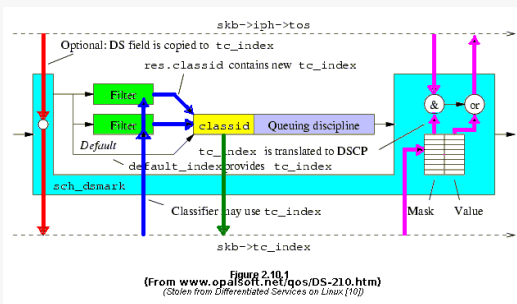 skb->iph->tos
Optional: DS field is copied to tc_index
res.classid contains new tc_index
Filter
Filter
classid
Queuing discipline
&
or
Default
tc_index is translated to DSCP
default_index provides tc_index
sch_dsmark
Classifier may use tc_index
Mask
Value
skb->tc_index
Figure 2.10.1
(From www.opalsoft.net/qos/DS-210.htm)
(Stolen from Differentiated Services on Linux [10])